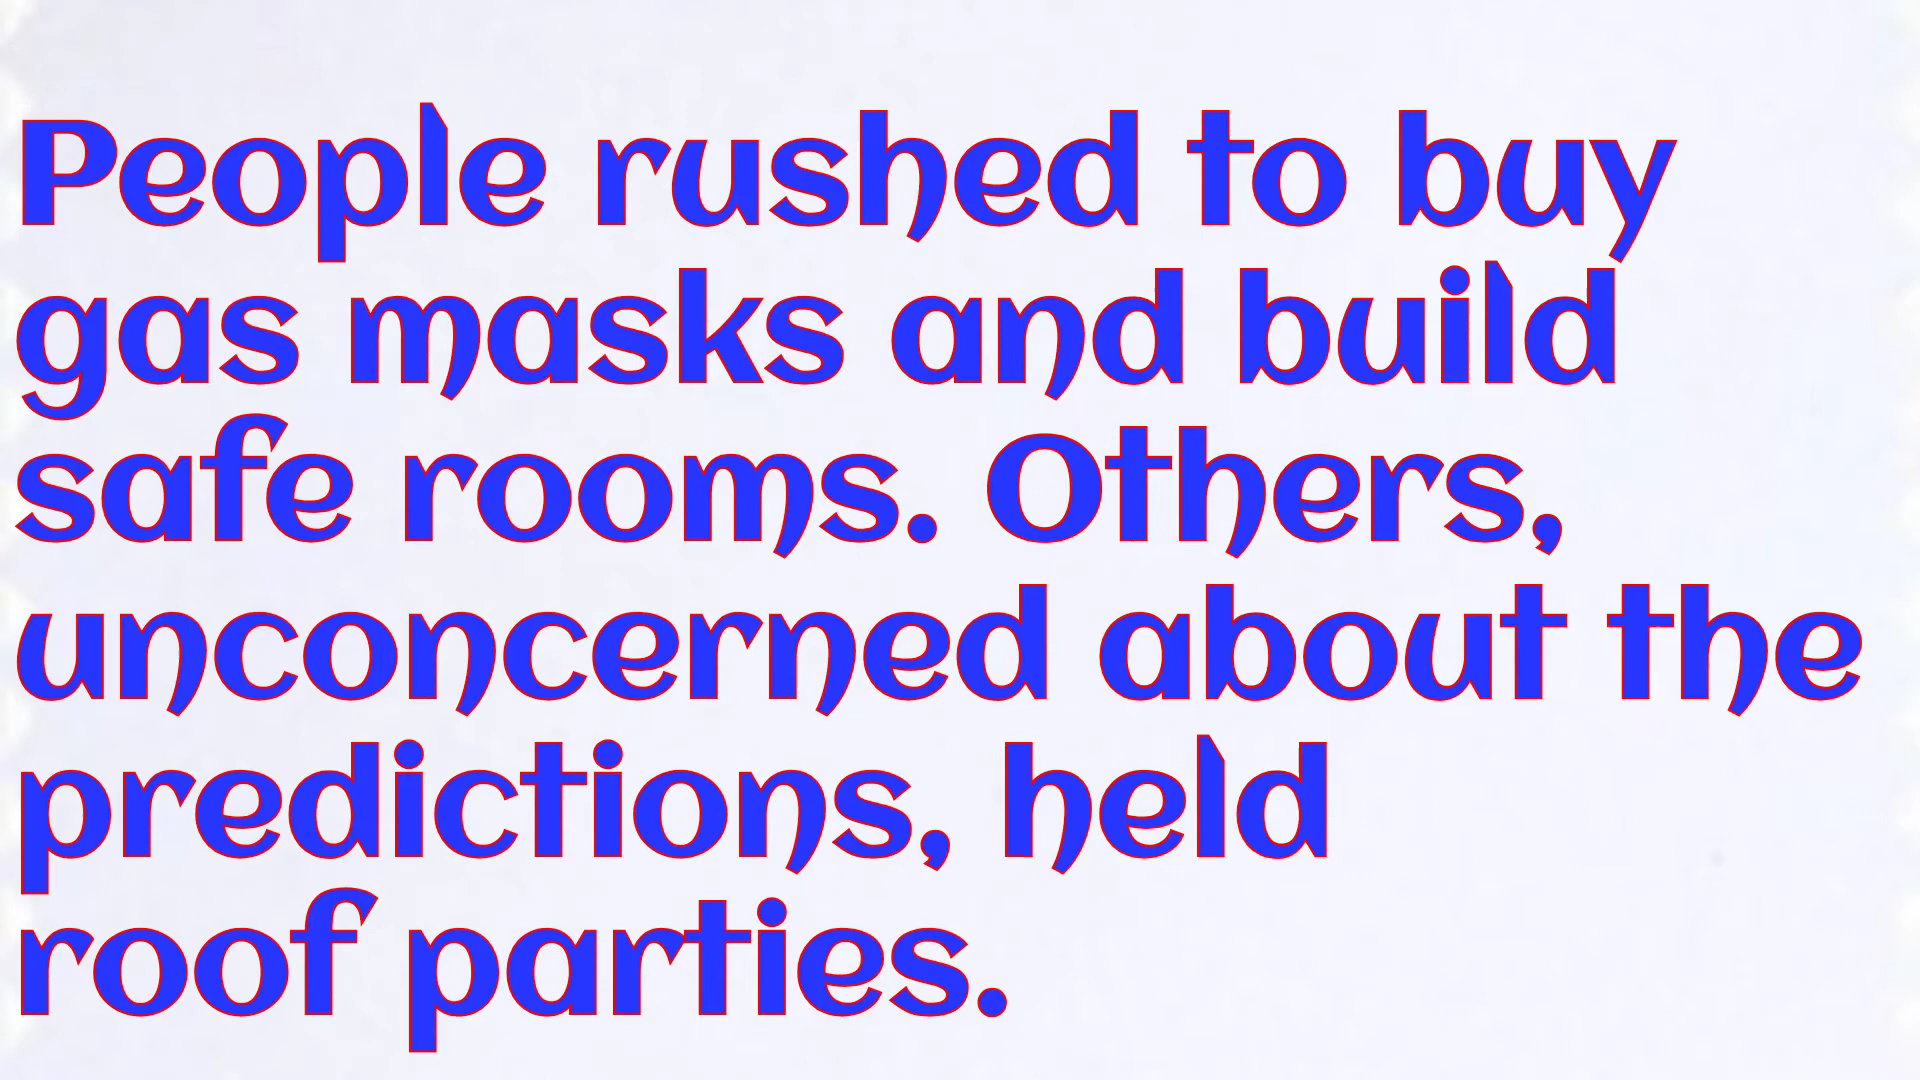 People rushed to buy
gas masks and build
safe rooms. Others,
unconcerned about the
predictions, held
roof parties.